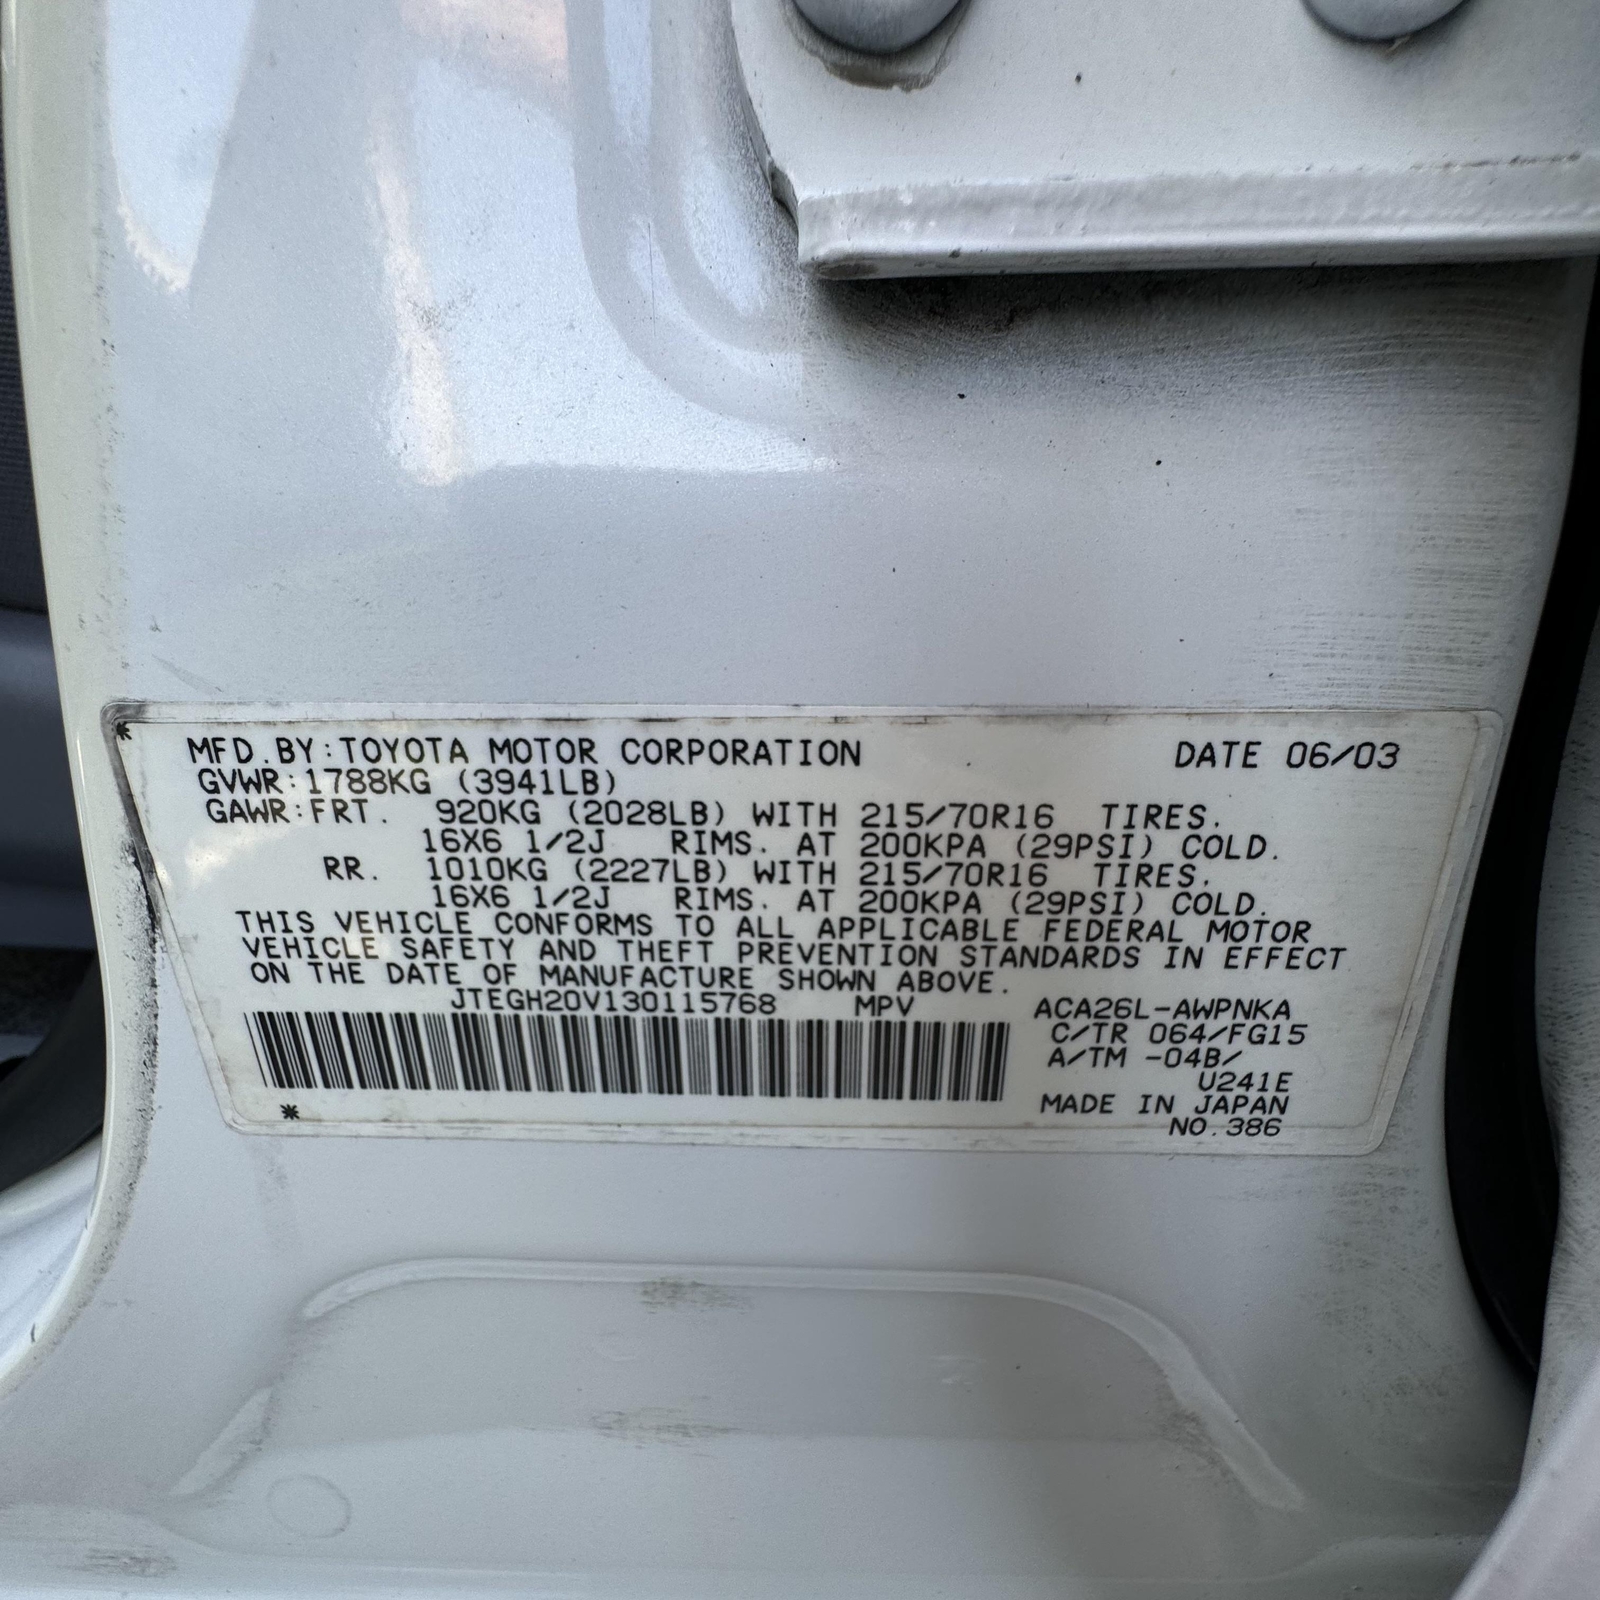 MFD.BY:TOYOTA MOTOR CORPORATION DATE 06/03
GVWR:1788KG (3941LB)
GAWR:FRT. 920KG (2028LB) WITH 215/70R16 TIRES.
16X6 1/2J RIMS. AT 200KPA (29PSI) COLD.
RR. 1010KG (2227LB) WITH 215/70R16 TIRES.
16X6 1/2J RIMS. AT 200KPA (29PSI) COLD.
THIS VEHICLE CONFORMS TO ALL APPLICABLE FEDERAL MOTOR
VEHICLE SAFETY AND THEFT PREVENTION STANDARDS IN EFFECT
ON THE DATE OF MANUFACTURE SHOWN ABOVE.
JTEGH20V130115768 MPV ACA26L-AWPNKA
C/TR 064/FG15
A/TM -04B/
U241E
MADE IN JAPAN
NO.386